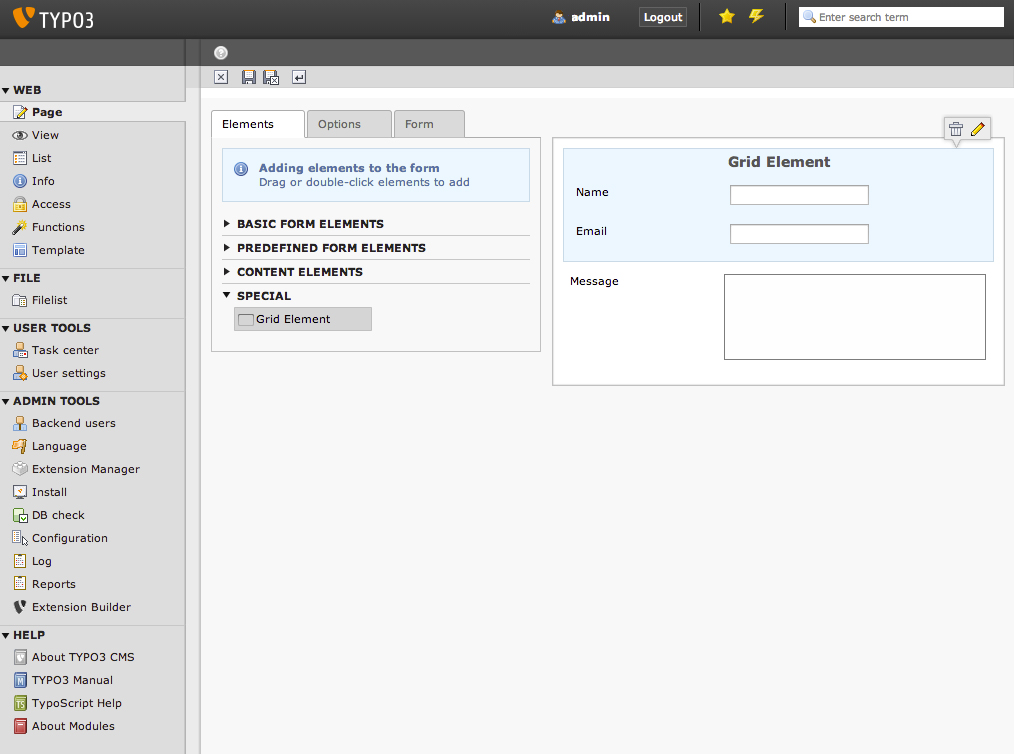 TYPO3
admin
Logout
Enter search term
WEB
Page
View
List
Info
Access
Functions
Template
FILE
Filelist
USER TOOLS
Task center
User settings
ADMIN TOOLS
Backend users
Language
Extension Manager
Install
DB check
Configuration
Log
Reports
Extension Builder
HELP
About TYPO3 CMS
TYPO3 Manual
TypoScript Help
About Modules
Elements
Options
Form
Adding elements to the form
Drag or double-click elements to add
BASIC FORM ELEMENTS
PREDEFINED FORM ELEMENTS
CONTENT ELEMENTS
SPECIAL
Grid Element
Grid Element
Name
Email
Message